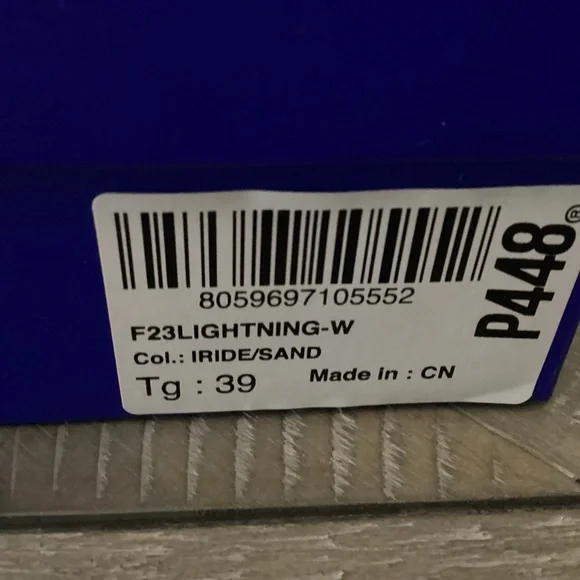 8059697105552
F23LIGHTNING-W
Col.: IRIDE/SAND
Tg : 39
Made in : CN
P448®